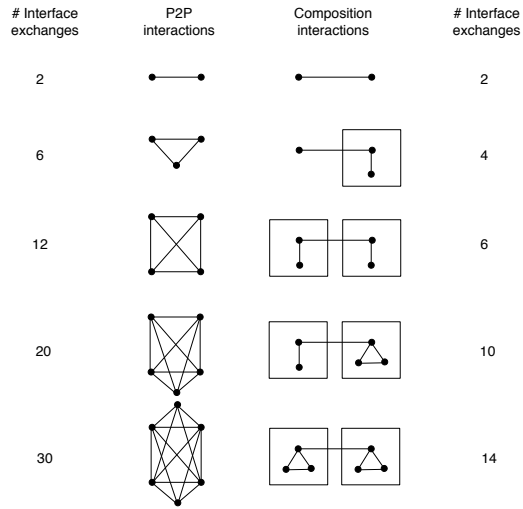 # Interface exchanges
P2P interactions
Composition interactions
# Interface exchanges
2
2
6
4
12
6
20
10
30
14